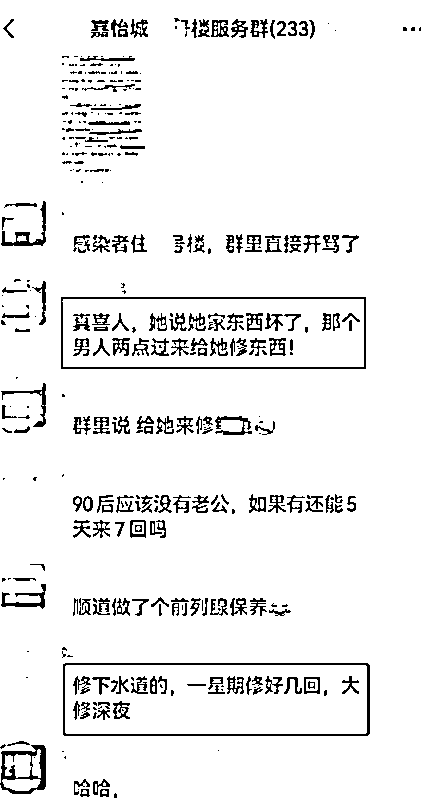 嘉怡城 号楼服务群(233)
感染者住 号楼，群里直接开骂了
真喜人，她说她家东西坏了，那个
男人两点过来给她修东西！
群里说 给她来修
90后应该没有老公，如果有还能5
天来7回吗
顺道做了个前列腺保养
修下水道的，一星期修好几回，大
修深夜
哈哈，